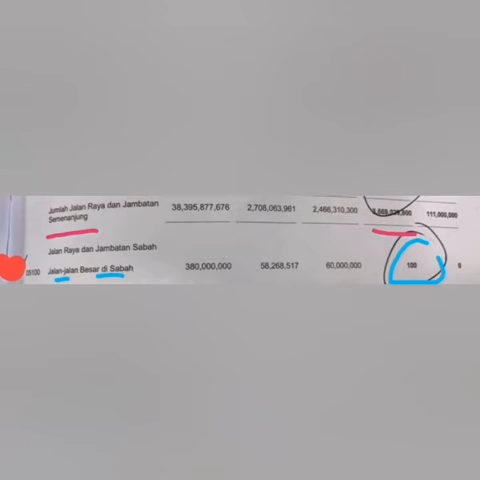 Jumlah Jalan Raya dan Jambatan 38,395,877,676 2,708,063,961 2,466,310,300 111,000,000
Semenanjung
Jalan Raya dan Jambatan Sabah
Jalan-jalan Besar di Sabah 380,000,000 58,268,517 60,000,000 100 0